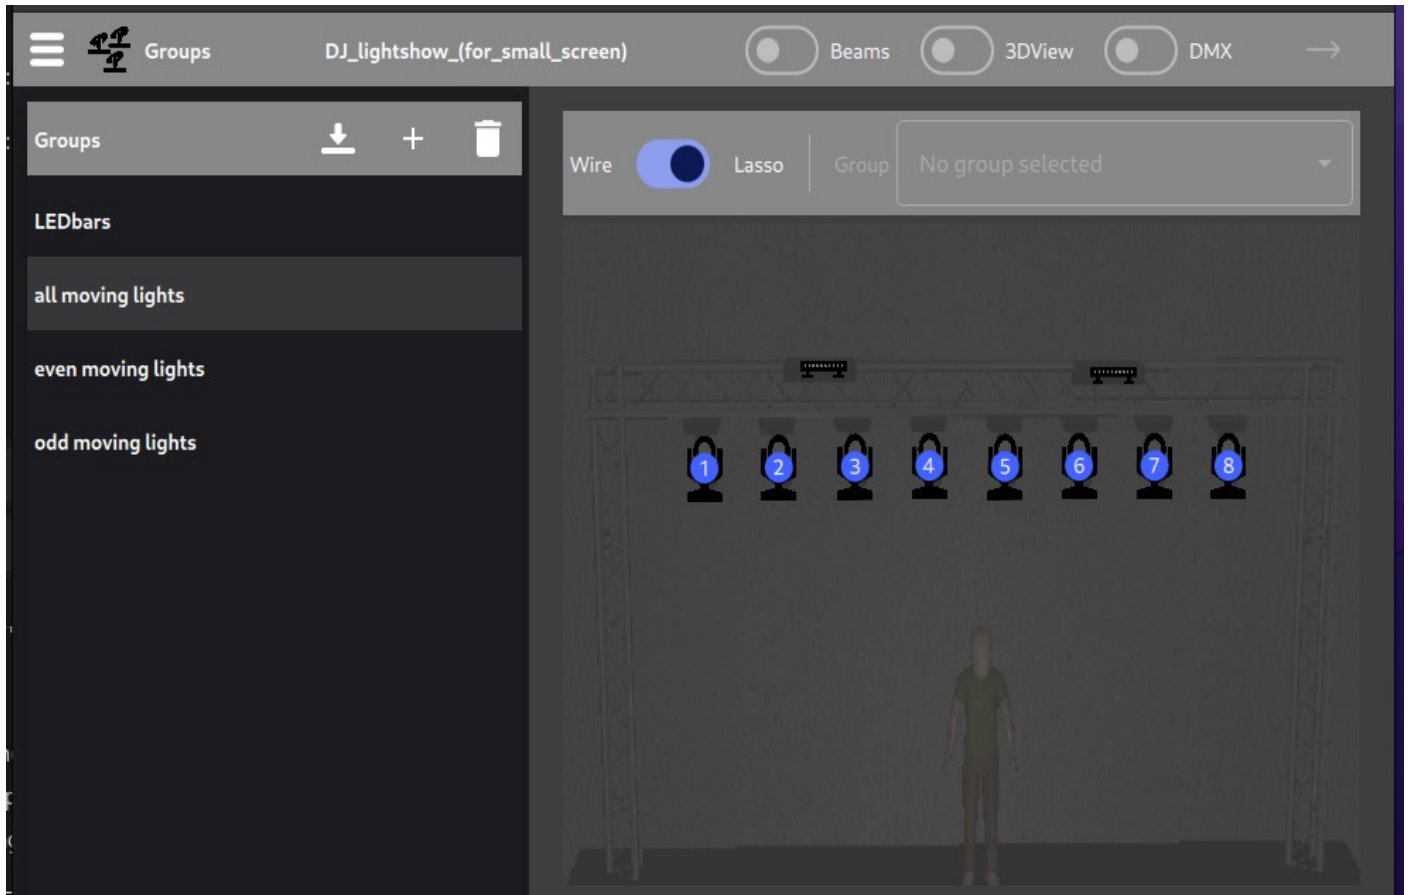 Groups
DJ_lightshow_(for_small_screen)
Beams
3DView
DMX
Groups
LEDbars
all moving lights
even moving lights
odd moving lights
Wire
Lasso
Group
No group selected
1 2 3 4 5 6 7 8